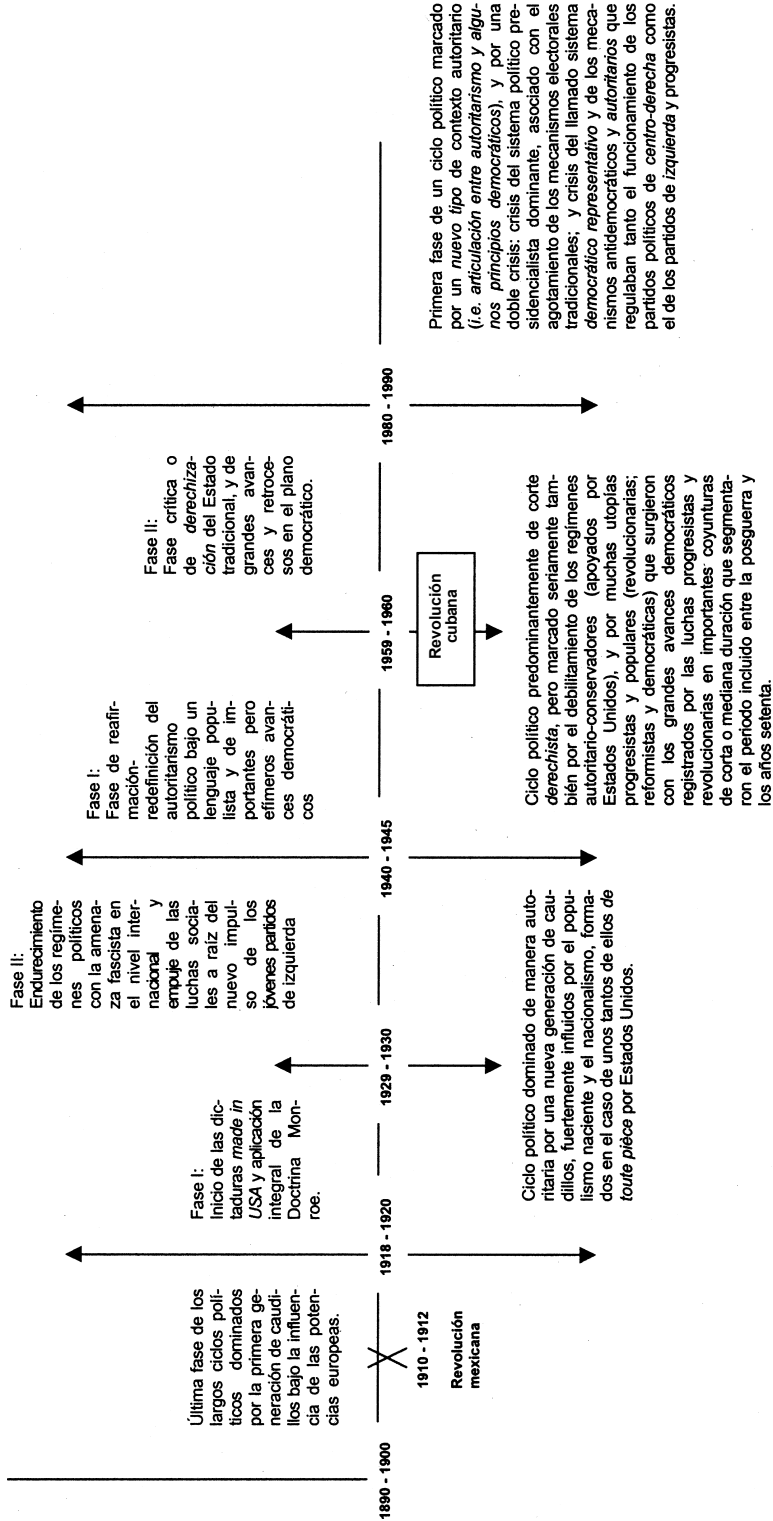 Última fase de los
largos ciclos polí-
ticos dominados
por la primera ge-
neración de caudi-
llos bajo la influen-
cia de las poten-
cias europeas.
Fase I:
Inicio de las dic-
taduras made in
USA y aplicación
integral de la
Doctrina Mon-
roe.
Fase II:
Endurecimiento
de los regíme-
nes políticos
con la amena-
za fascista en
el nivel inter-
nacional y
empuje de las
luchas socia-
les a raíz del
nuevo impul-
so de los
jóvenes partidos
de izquierda
Fase I:
Fase de reafir-
mación-
redefinición del
autoritarismo
político bajo un
lenguaje popu-
lista y de im-
portantes pero
efímeros avan-
ces democráti-
cos
Fase II:
Fase crítica o
de derechiza-
ción del Estado
tradicional, y de
grandes avan-
ces y retroce-
sos en el plano
democrático.
1890 - 1900
1910 - 1912
Revolución
mexicana
1918 - 1920
1929 - 1930
1940 - 1945
1959 - 1960
Revolución
cubana
1980 - 1990
Ciclo político dominado de manera auto-
ritaria por una nueva generación de cau-
dillos, fuertemente influidos por el popu-
lismo naciente y el nacionalismo, forma-
dos en el caso de unos tantos de ellos de
toute pièce por Estados Unidos.
Ciclo político predominantemente de corte
derechista, pero marcado seriamente tam-
bién por el debilitamiento de los regímenes
autoritario-conservadores (apoyados por
Estados Unidos), y por muchas utopías
progresistas y populares (revolucionarias;
reformistas y democráticas) que surgieron
con los grandes avances democráticos
registrados por las luchas progresistas y
revolucionarias en importantes coyunturas
de corta o mediana duración que segmenta-
ron el periodo incluido entre la posguerra y
los años setenta.
Primera fase de un ciclo político marcado
por un nuevo tipo de contexto autoritario
(i.e. articulación entre autoritarismo y algu-
nos principios democráticos), y por una
doble crisis: crisis del sistema político pre-
sidencialista dominante, asociado con el
agotamiento de los mecanismos electorales
tradicionales; y crisis del llamado sistema
democrático representativo y de los meca-
nismos antidemocráticos y autoritarios que
regulaban tanto el funcionamiento de los
partidos políticos de centro-derecha como
el de los partidos de izquierda y progresistas.